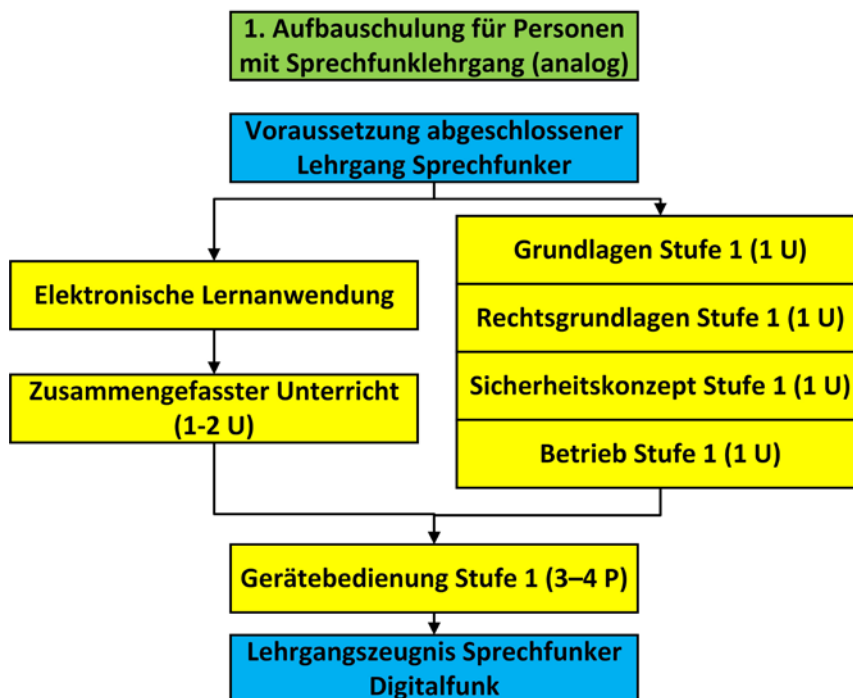 1. Aufbauschulung für Personen
mit Sprechfunklehrgang (analog)
Voraussetzung abgeschlossener
Lehrgang Sprechfunker
Elektronische Lernanwendung
Zusammengefasster Unterricht
(1-2 U)
Grundlagen Stufe 1 (1 U)
Rechtsgrundlagen Stufe 1 (1 U)
Sicherheitskonzept Stufe 1 (1 U)
Betrieb Stufe 1 (1 U)
Gerätebedienung Stufe 1 (3–4 P)
Lehrgangszeugnis Sprechfunker
Digitalfunk